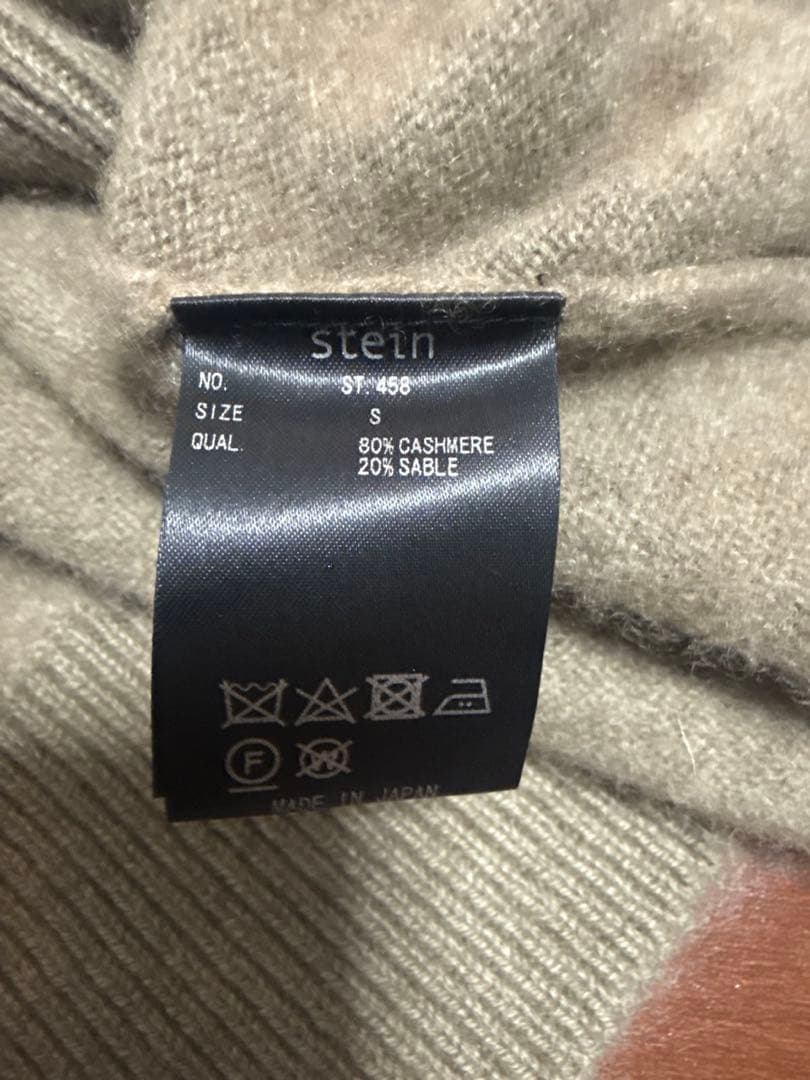 stein
NO. ST. 458
SIZE S
QUAL. 80% CASHMERE
20% SABLE
F
W
MADE IN JAPAN